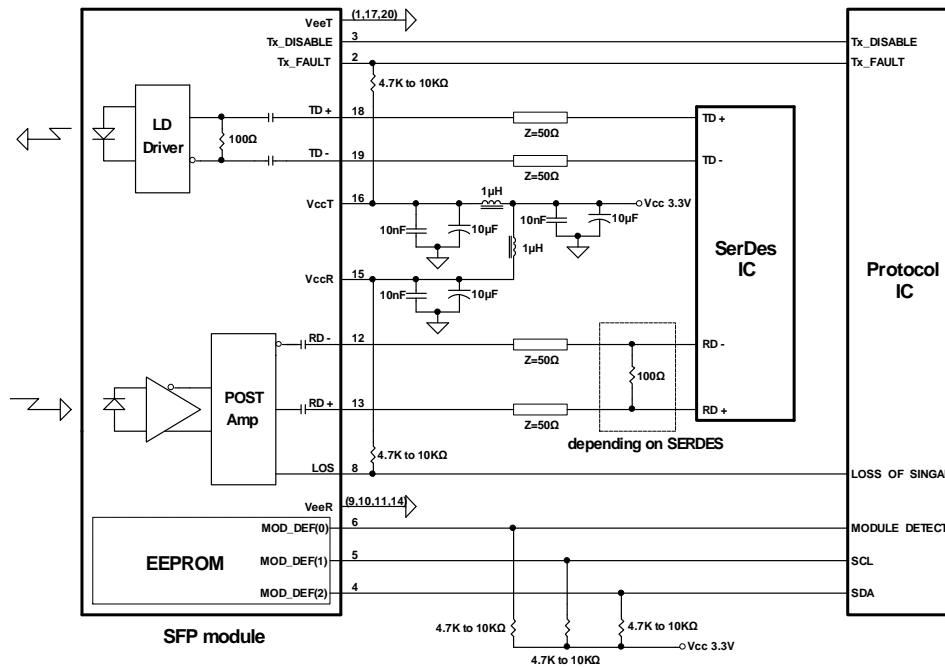 VeeT (1,17,20)
Tx_DISABLE 3 Tx_DISABLE
Tx_FAULT 2 Tx_FAULT
4.7K to 10KΩ
LD
Driver
100Ω
TD + 18 TD +
Z=50Ω
TD - 19 TD -
Z=50Ω
VccT 16
1µH
Vcc 3.3V
10nF
10µF
10nF
10µF
1µH
SerDes
IC
Protocol
IC
VccR 15
10nF
10µF
RD - 12 RD -
Z=50Ω
100Ω
POST
Amp
RD + 13 RD +
Z=50Ω
depending on SERDES
4.7K to 10KΩ
LOS 8 LOSS OF SINGAL
VeeR (9,10,11,14)
MOD_DEF(0) 6 MODULE DETECT
EEPROM
MOD_DEF(1) 5 SCL
MOD_DEF(2) 4 SDA
4.7K to 10KΩ
4.7K to 10KΩ
4.7K to 10KΩ
Vcc 3.3V
SFP module